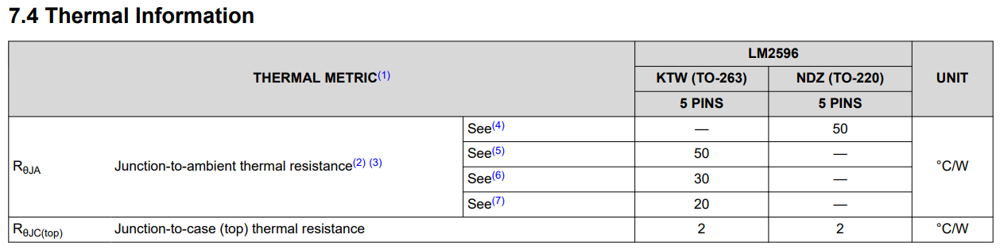 7.4 Thermal Information
THERMAL METRIC(1) LM2596 UNIT
KTW (TO-263) NDZ (TO-220)
5 PINS 5 PINS
RθJA Junction-to-ambient thermal resistance(2) (3) See(4) — 50 °C/W
See(5) 50 —
See(6) 30 —
See(7) 20 —
RθJC(top) Junction-to-case (top) thermal resistance 2 2 °C/W